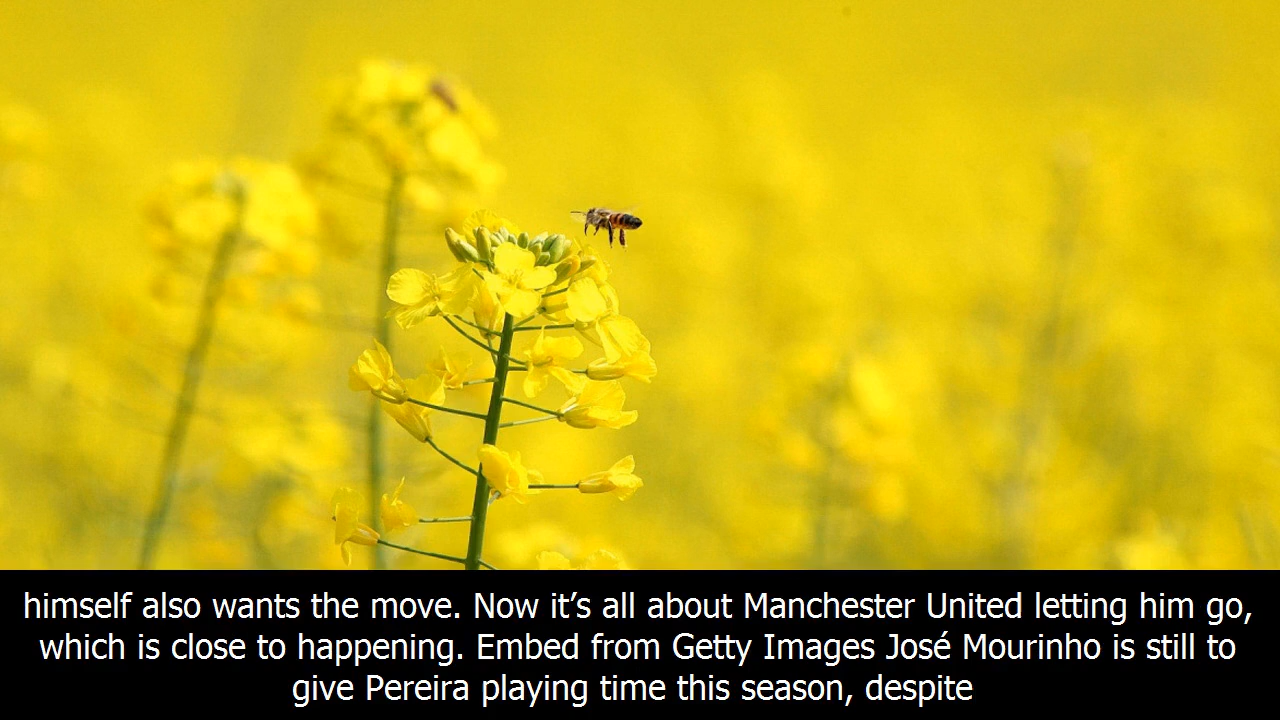 himself also wants the move. Now it’s all about Manchester United letting him go,
which is close to happening. Embed from Getty Images José Mourinho is still to
give Pereira playing time this season, despite